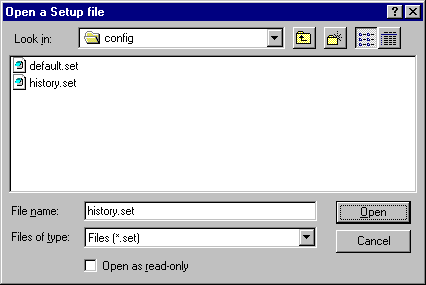 Open a Setup file
Look in: config
default.set
history.set
File name: history.set Open
Files of type: Files (*.set) Cancel
Open as read-only